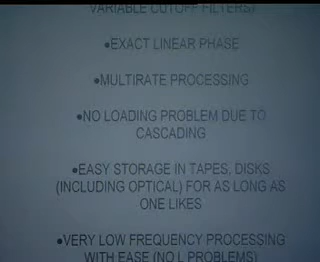 VARIABLE CUTOFF FILTERS)
●EXACT LINEAR PHASE
●MULTIRATE PROCESSING
●NO LOADING PROBLEM DUE TO
CASCADING
●EASY STORAGE IN TAPES, DISKS
(INCLUDING OPTICAL) FOR AS LONG AS
ONE LIKES
●VERY LOW FREQUENCY PROCESSING
WITH EASE (NO L PROBLEMS)